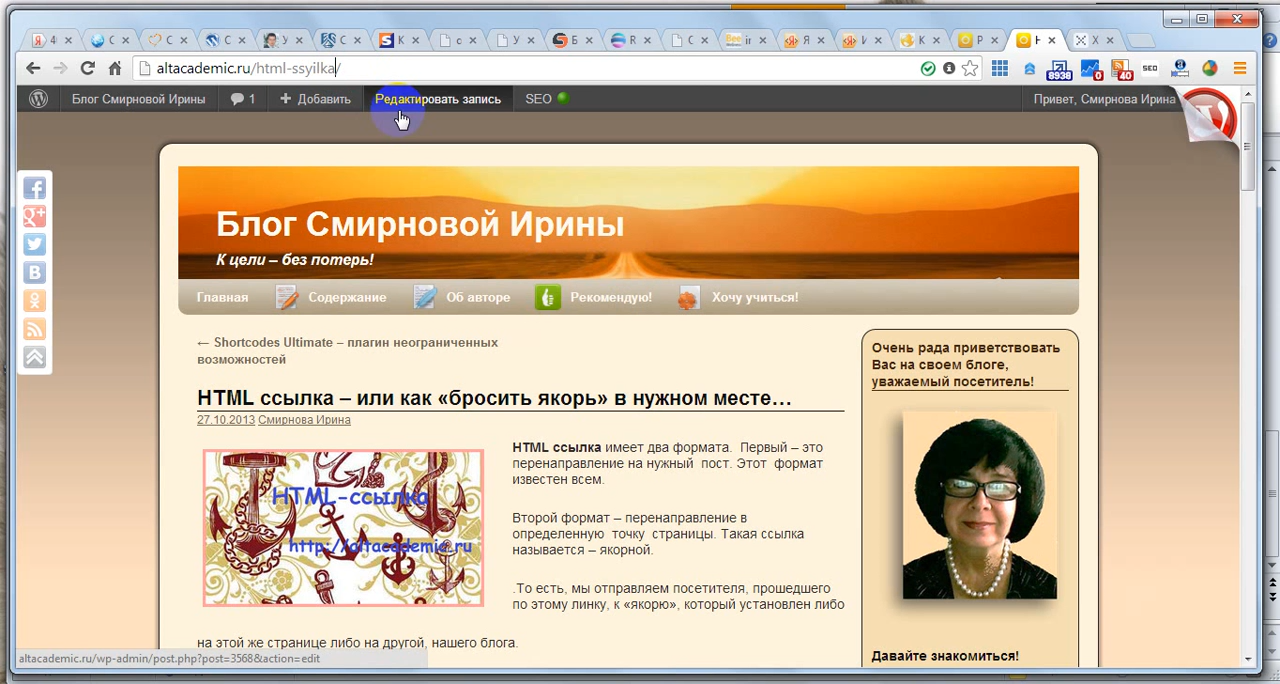 altacademic.ru/html-ssyilka/
8938
0
40
SEO
Блог Смирновой Ирины
1
Добавить
Редактировать запись
SEO
Привет, Смирнова Ирина
Блог Смирновой Ирины
К цели – без потерь!
Главная
Содержание
Об авторе
Рекомендую!
Хочу учиться!
← Shortcodes Ultimate – плагин неограниченных
возможностей
HTML ссылка – или как «бросить якорь» в нужном месте…
27.10.2013 Смирнова Ирина
HTML-ссылка
http://altacademic.ru
HTML ссылка имеет два формата. Первый – это
перенаправление на нужный пост. Этот формат
известен всем.
Второй формат – перенаправление в
определенную точку страницы. Такая ссылка
называется – якорной.
.То есть, мы отправляем посетителя, прошедшего
по этому линку, к «якорю», который установлен либо
на этой же странице либо на другой, нашего блога.
Очень рада приветствовать
Вас на своем блоге,
уважаемый посетитель!
Давайте знакомиться!
altacademic.ru/wp-admin/post.php?post=3568&action=edit